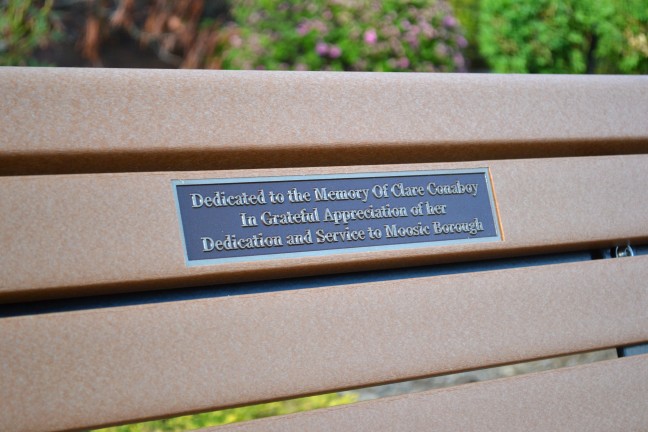 Dedicated to the Memory Of Clare Conaboy
In Grateful Appreciation of her
Dedication and Service to Moosic Borough